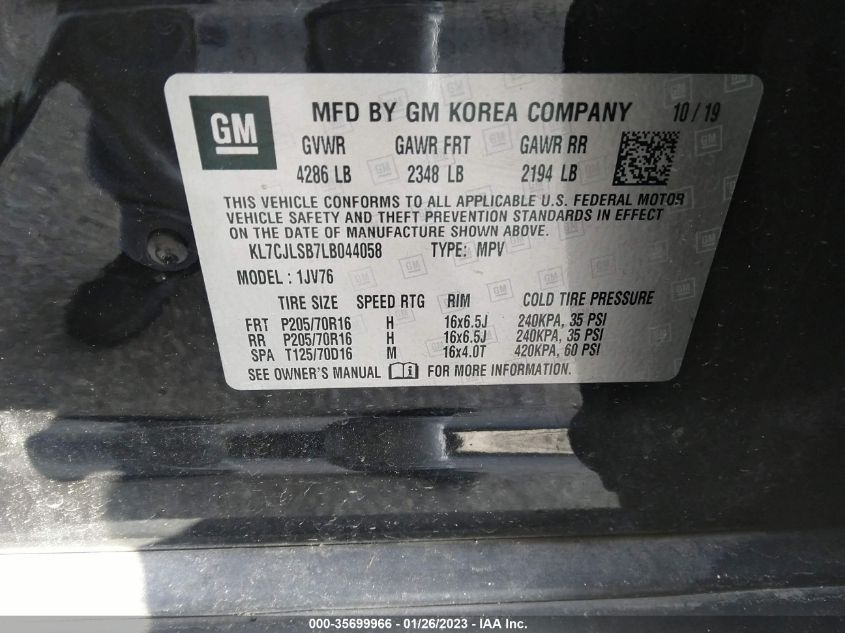 GM MFD BY GM KOREA COMPANY 10 / 19
GVWR GAWR FRT GAWR RR
4286 LB 2348 LB 2194 LB
THIS VEHICLE CONFORMS TO ALL APPLICABLE U.S. FEDERAL MOTOR
VEHICLE SAFETY AND THEFT PREVENTION STANDARDS IN EFFECT
ON THE DATE OF MANUFACTURE SHOWN ABOVE.
KL7CJLSB7LB044058 TYPE: MPV
MODEL : 1JV76
TIRE SIZE SPEED RTG RIM COLD TIRE PRESSURE
FRT P205/70R16 H 16x6.5J 240KPA, 35 PSI
RR P205/70R16 H 16x6.5J 240KPA, 35 PSI
SPA T125/70D16 M 16x4.0T 420KPA, 60 PSI
SEE OWNER'S MANUAL FOR MORE INFORMATION.
000-35699966 - 01/26/2023 - IAA Inc.